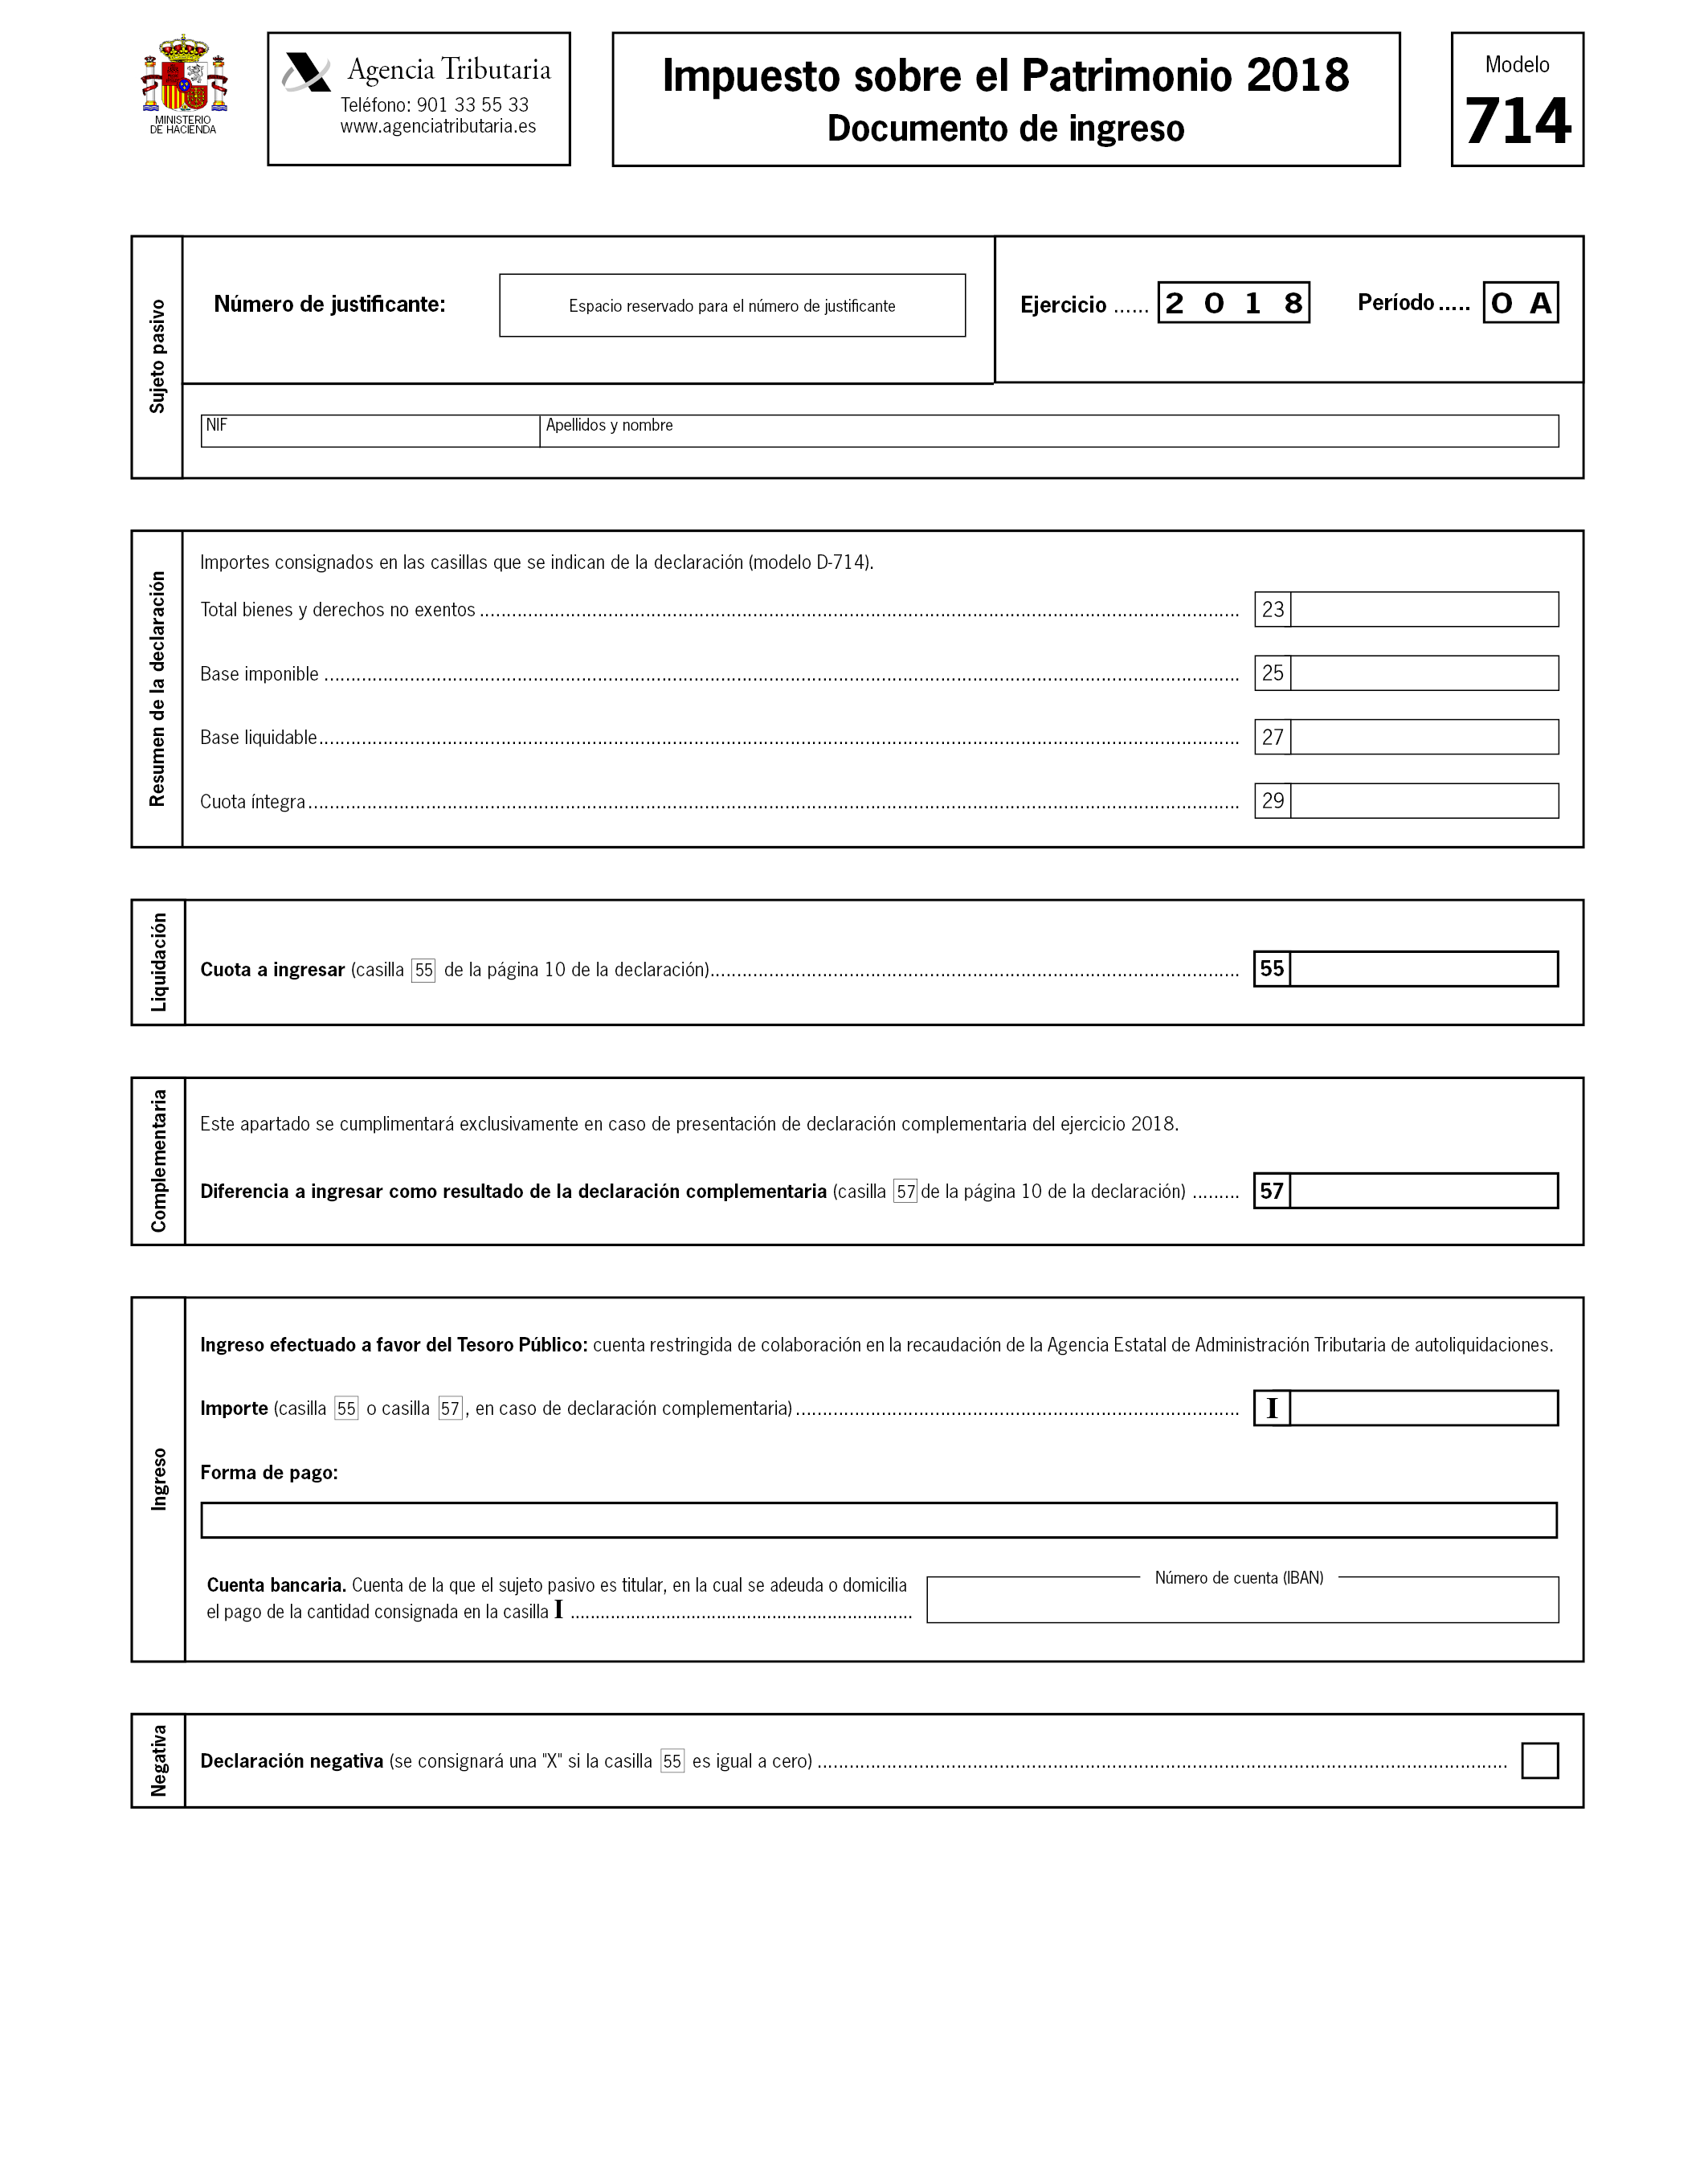 MINISTERIO
DE HACIENDA
Agencia Tributaria
Teléfono: 901 33 55 33
www.agenciatributaria.es
Impuesto sobre el Patrimonio 2018
Documento de ingreso
Modelo
714
Sujeto pasivo
Número de justificante:
Espacio reservado para el número de justificante
Ejercicio ...... 2 0 1 8
Período ..... 0 A
NIF
Apellidos y nombre
Resumen de la declaración
Importes consignados en las casillas que se indican de la declaración (modelo D-714).
Total bienes y derechos no exentos ..... 23
Base imponible ..... 25
Base liquidable ..... 27
Cuota íntegra ..... 29
Liquidación
Cuota a ingresar (casilla 55 de la página 10 de la declaración) ..... 55
Complementaria
Este apartado se cumplimentará exclusivamente en caso de presentación de declaración complementaria del ejercicio 2018.
Diferencia a ingresar como resultado de la declaración complementaria (casilla 57 de la página 10 de la declaración) ......... 57
Ingreso
Ingreso efectuado a favor del Tesoro Público: cuenta restringida de colaboración en la recaudación de la Agencia Estatal de Administración Tributaria de autoliquidaciones.
Importe (casilla 55 o casilla 57, en caso de declaración complementaria) ..... I
Forma de pago:
Cuenta bancaria. Cuenta de la que el sujeto pasivo es titular, en la cual se adeuda o domicilia
el pago de la cantidad consignada en la casilla I .....
Número de cuenta (IBAN)
Negativa
Declaración negativa (se consignará una "X" si la casilla 55 es igual a cero) .....